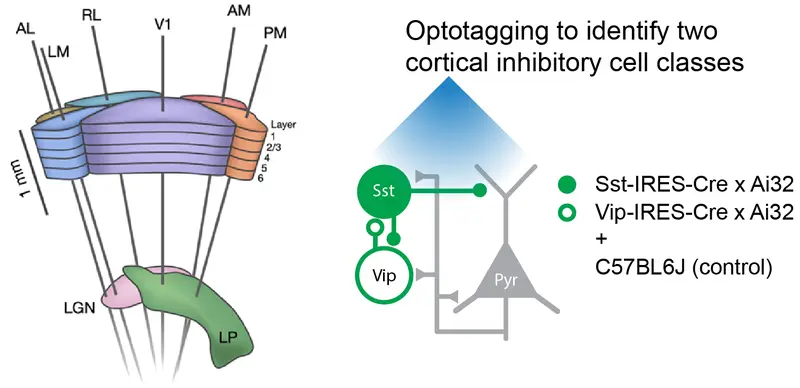 AL
LM
RL
V1
AM
PM
Layer
1
2/3
4
5
6
1 mm
LGN
LP
Optotagging to identify two
cortical inhibitory cell classes
Sst
Vip
Pyr
Sst-IRES-Cre x Ai32
Vip-IRES-Cre x Ai32
+
C57BL6J (control)